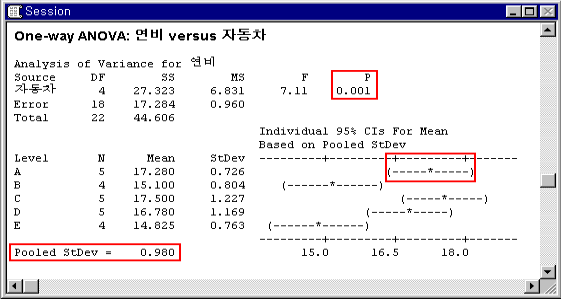 Session
One-way ANOVA: 연비 versus 자동차
Analysis of Variance for 연비
Source DF SS MS F P
자동차 4 27.323 6.831 7.11 0.001
Error 18 17.284 0.960
Total 22 44.606
Individual 95% CIs For Mean
Based on Pooled StDev
Level N Mean StDev --------+---------+---------+--------
A 5 17.280 0.726 (-----*-----)
B 4 15.100 0.804 (------*------)
C 5 17.500 1.227 (-----*-----)
D 5 16.780 1.169 (-----*-----)
E 4 14.825 0.763 (------*------)
--------+---------+---------+--------
Pooled StDev = 0.980 15.0 16.5 18.0